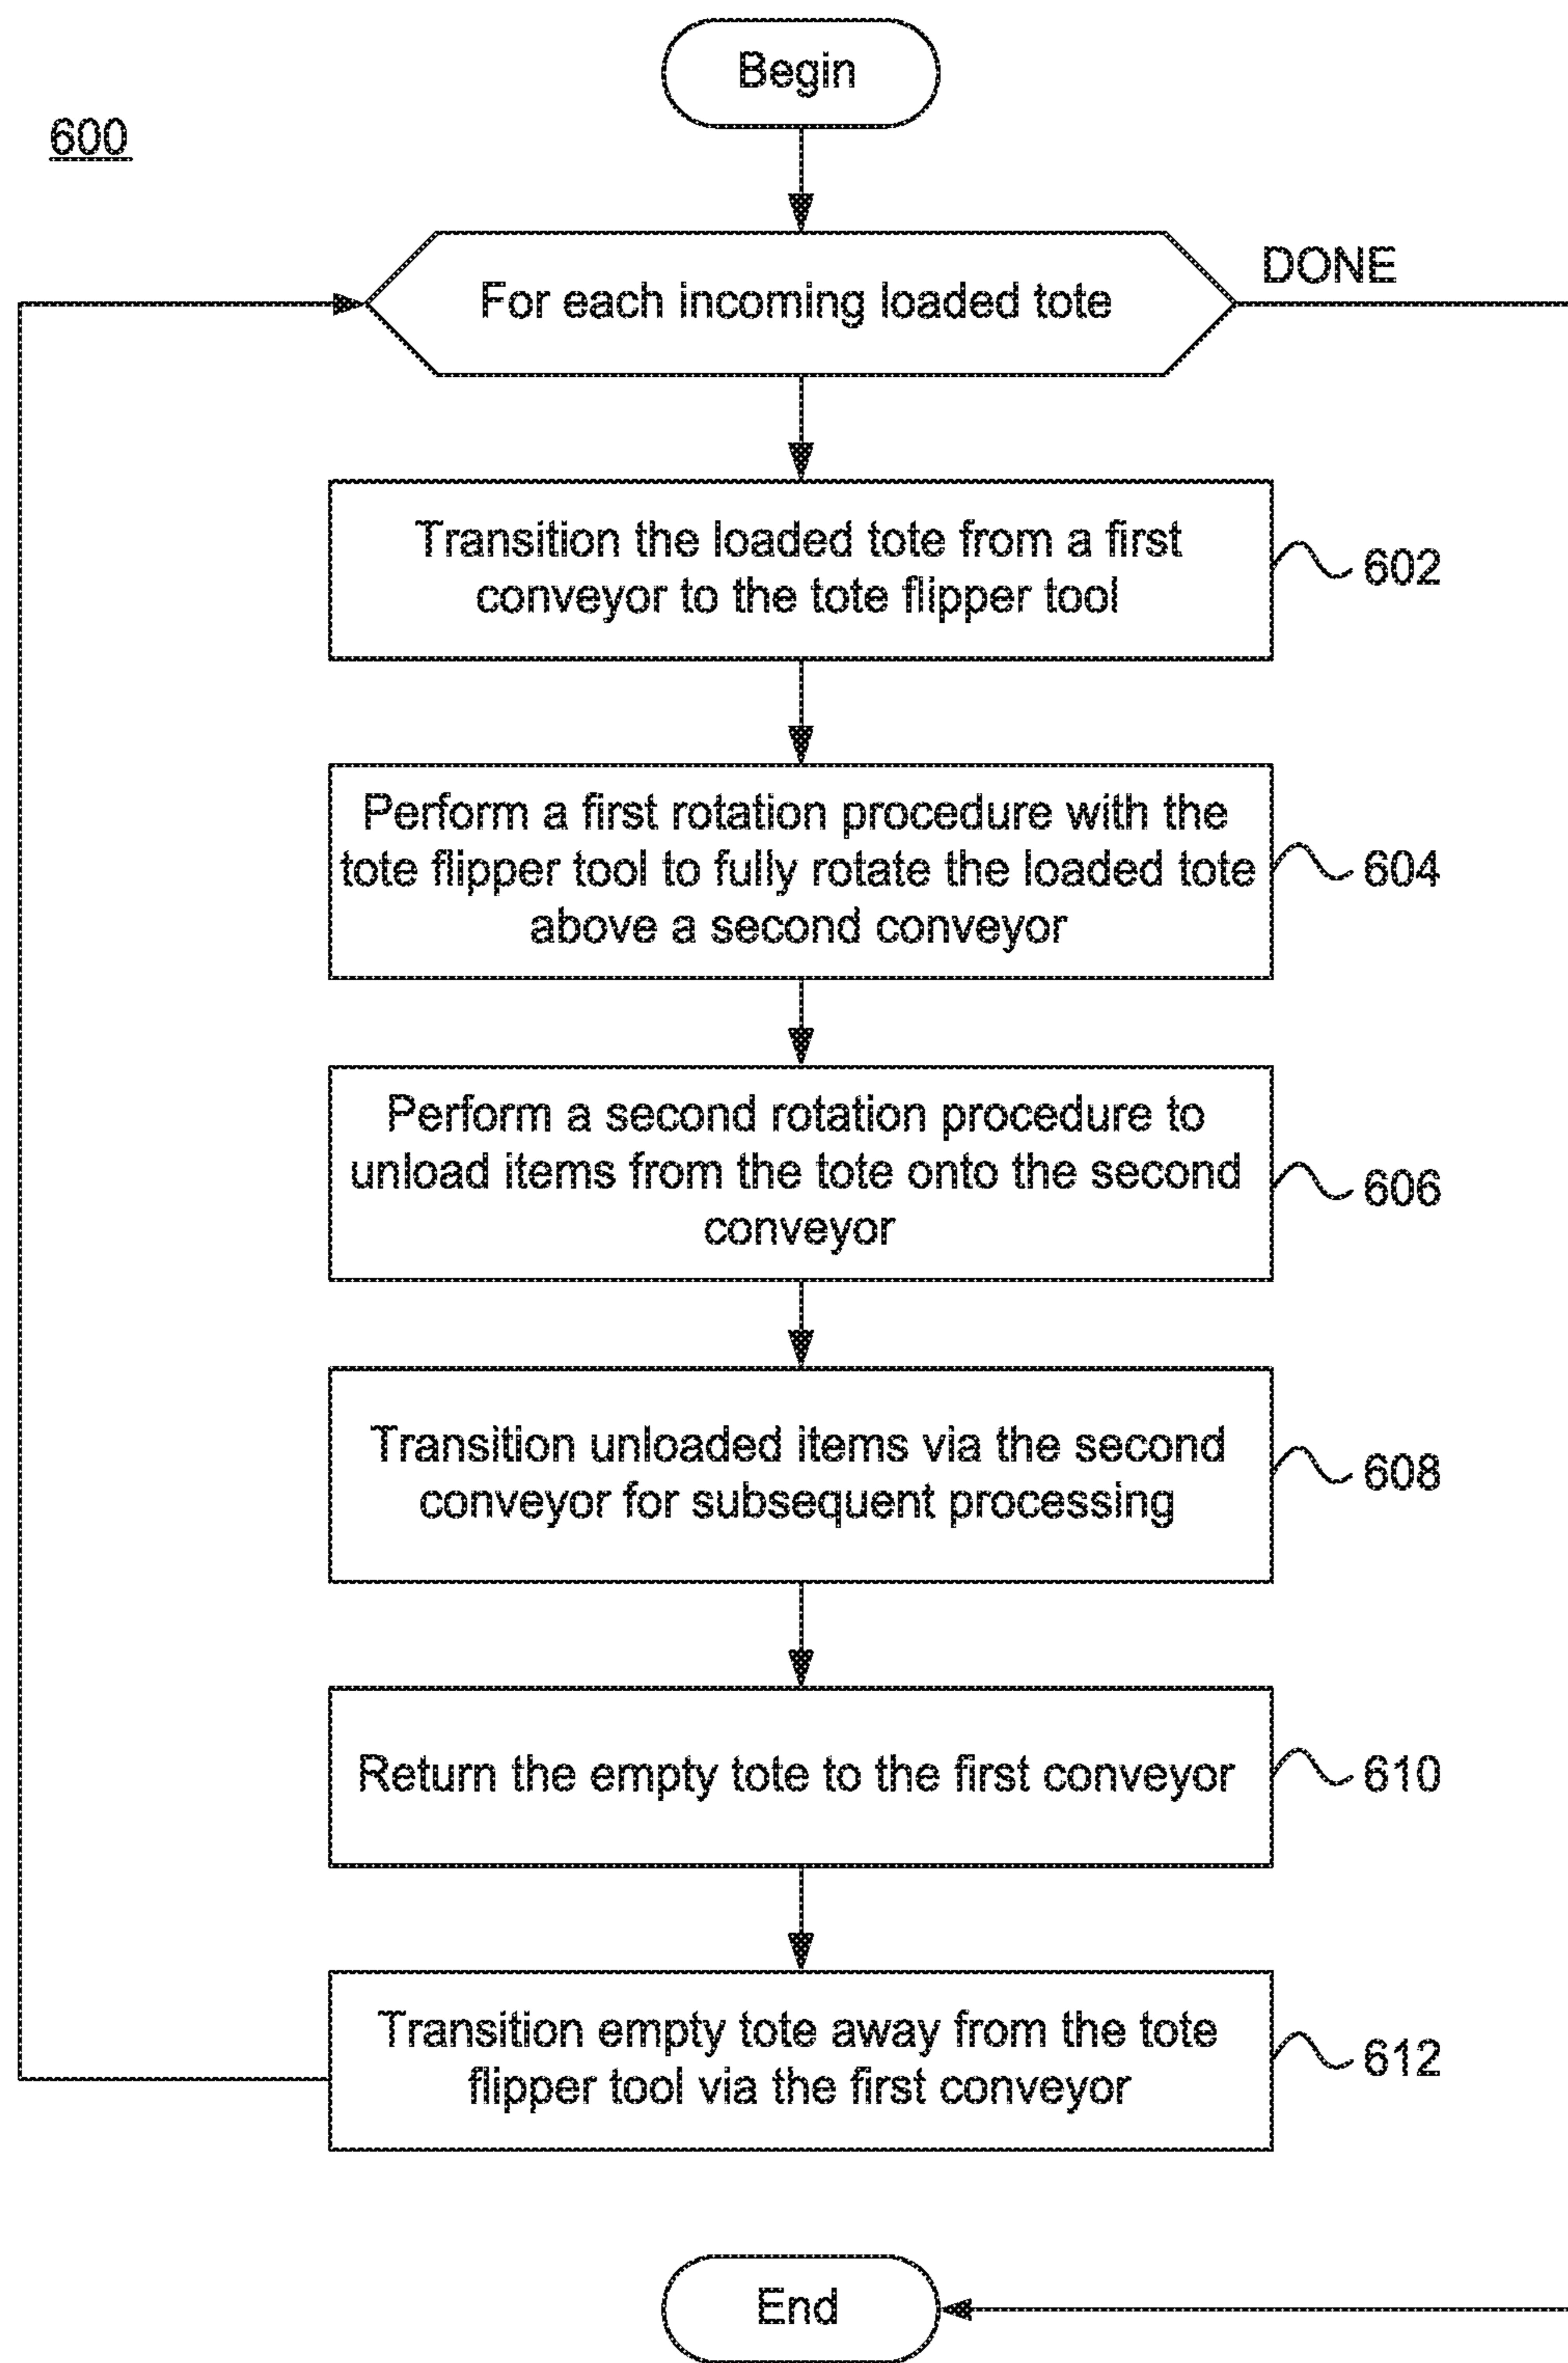 Begin
600
For each incoming loaded tote
DONE
Transition the loaded tote from a first
conveyor to the tote flipper tool
602
Perform a first rotation procedure with the
tote flipper tool to fully rotate the loaded tote
above a second conveyor
604
Perform a second rotation procedure to
unload items from the tote onto the second
conveyor
606
Transition unloaded items via the second
conveyor for subsequent processing
608
Return the empty tote to the first conveyor
610
Transition empty tote away from the tote
flipper tool via the first conveyor
612
End